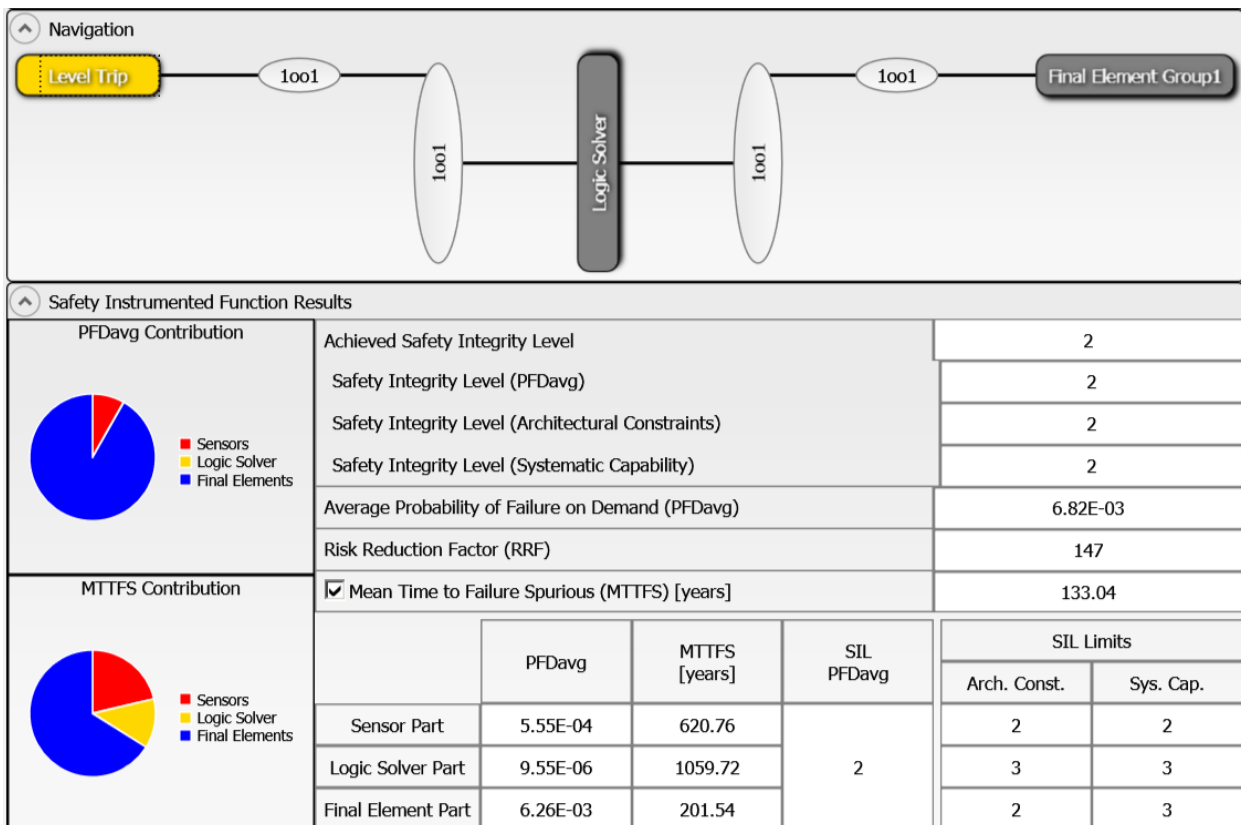 Navigation
Level Trip
1oo1
1oo1
Logic Solver
1oo1
1oo1
Final Element Group1
Safety Instrumented Function Results
PFDavg Contribution
Sensors
Logic Solver
Final Elements
MTTFS Contribution
Sensors
Logic Solver
Final Elements
Achieved Safety Integrity Level 2
Safety Integrity Level (PFDavg) 2
Safety Integrity Level (Architectural Constraints) 2
Safety Integrity Level (Systematic Capability) 2
Average Probability of Failure on Demand (PFDavg) 6.82E-03
Risk Reduction Factor (RRF) 147
Mean Time to Failure Spurious (MTTFS) [years] 133.04
PFDavg
MTTFS
[years]
SIL
PFDavg
SIL Limits
Arch. Const. Sys. Cap.
Sensor Part 5.55E-04 620.76 2 2
Logic Solver Part 9.55E-06 1059.72 2 3 3
Final Element Part 6.26E-03 201.54 2 3